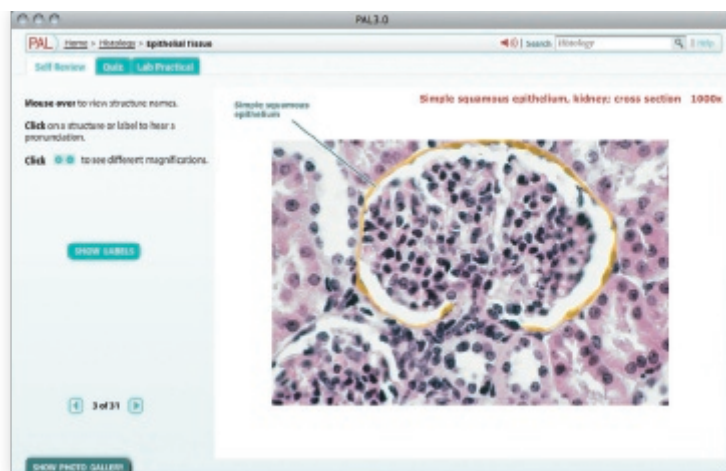 PAL3.0
PAL Home > Histology > Epithelial tissue
Search Histology
Help
Self Review Quiz Lab Practical
Mouse over to view structure names.
Click on a structure or label to hear a
pronunciation.
Click to see different magnifications.
SHOW LABELS
3 of 31
SHOW PHOTO GALLERY
Simple squamous epithelium, kidney: cross section 1000x
Simple squamous
epithelium